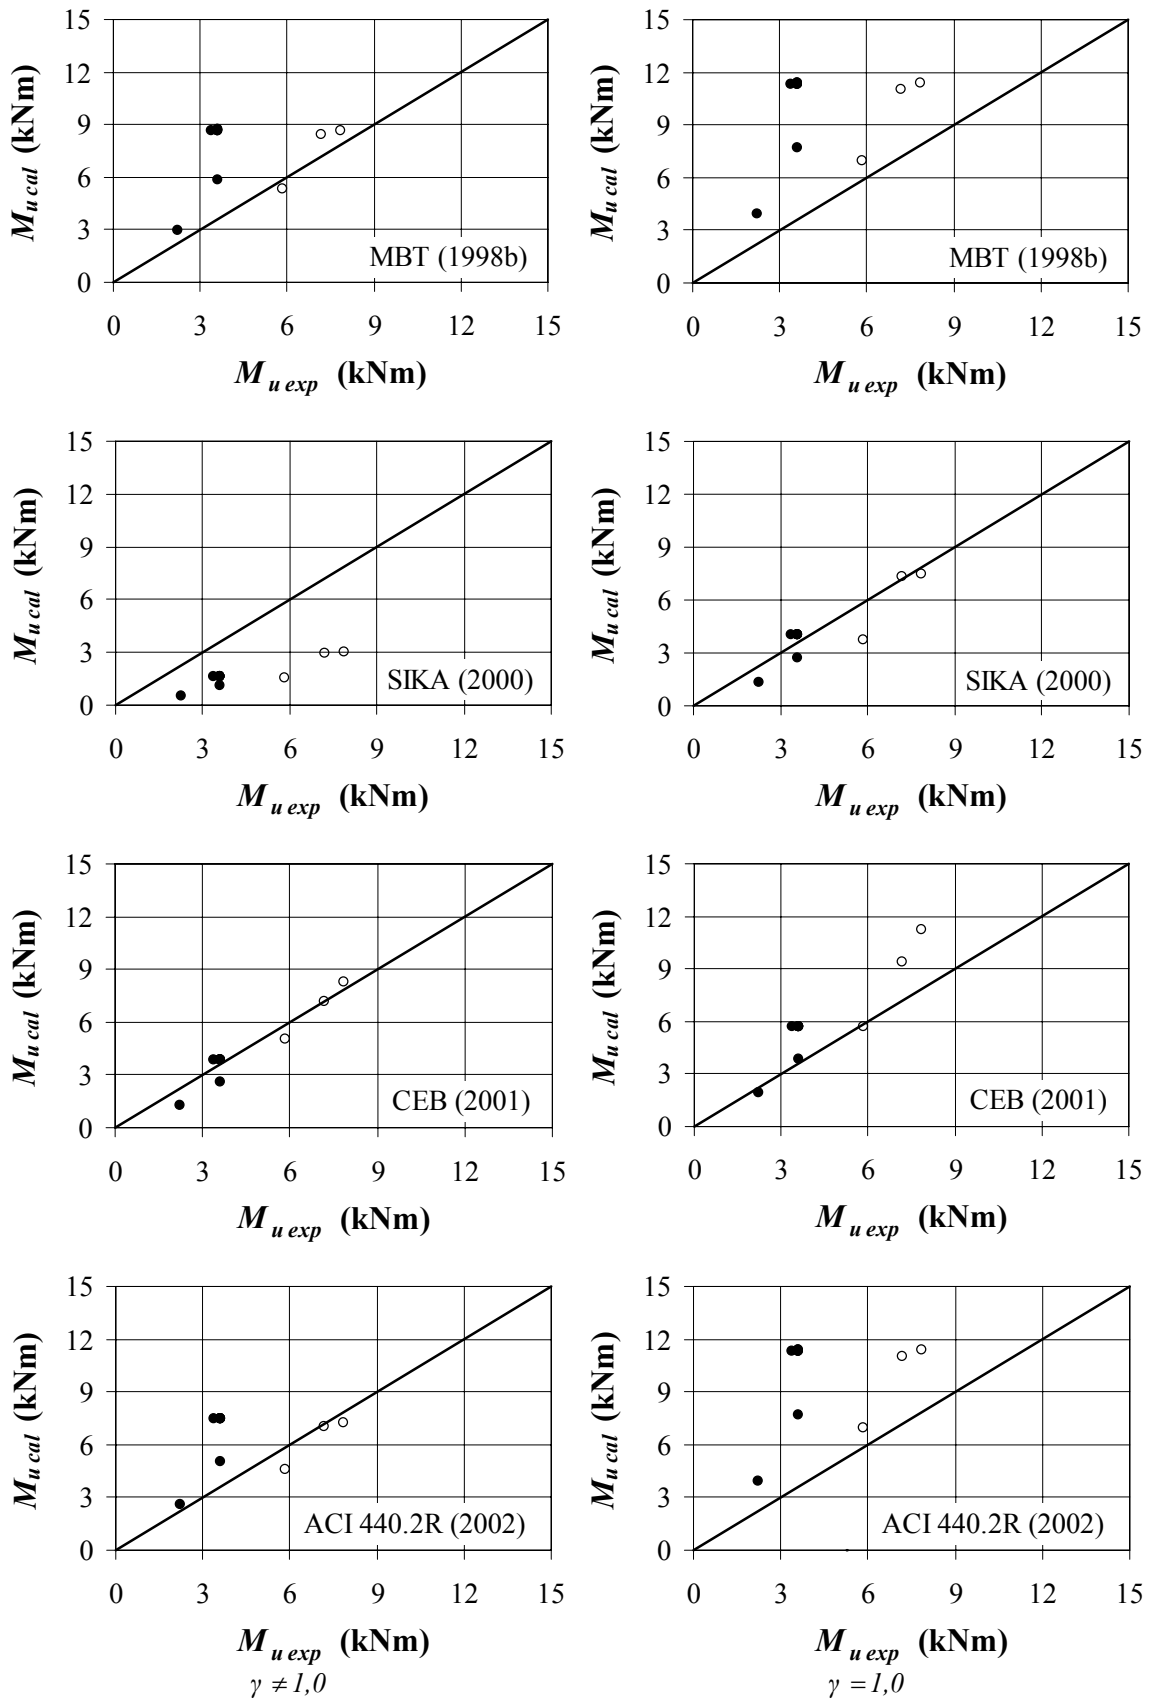 15
12
9
6
3
0
M u cal (kNm)
MBT (1998b)
0 3 6 9 12 15
M u exp (kNm)
15
12
9
6
3
0
M u cal (kNm)
MBT (1998b)
0 3 6 9 12 15
M u exp (kNm)
15
12
9
6
3
0
M u cal (kNm)
SIKA (2000)
0 3 6 9 12 15
M u exp (kNm)
15
12
9
6
3
0
M u cal (kNm)
SIKA (2000)
0 3 6 9 12 15
M u exp (kNm)
15
12
9
6
3
0
M u cal (kNm)
CEB (2001)
0 3 6 9 12 15
M u exp (kNm)
15
12
9
6
3
0
M u cal (kNm)
CEB (2001)
0 3 6 9 12 15
M u exp (kNm)
15
12
9
6
3
0
M u cal (kNm)
ACI 440.2R (2002)
0 3 6 9 12 15
M u exp (kNm)
γ ≠ 1,0
15
12
9
6
3
0
M u cal (kNm)
ACI 440.2R (2002)
0 3 6 9 12 15
M u exp (kNm)
γ = 1,0